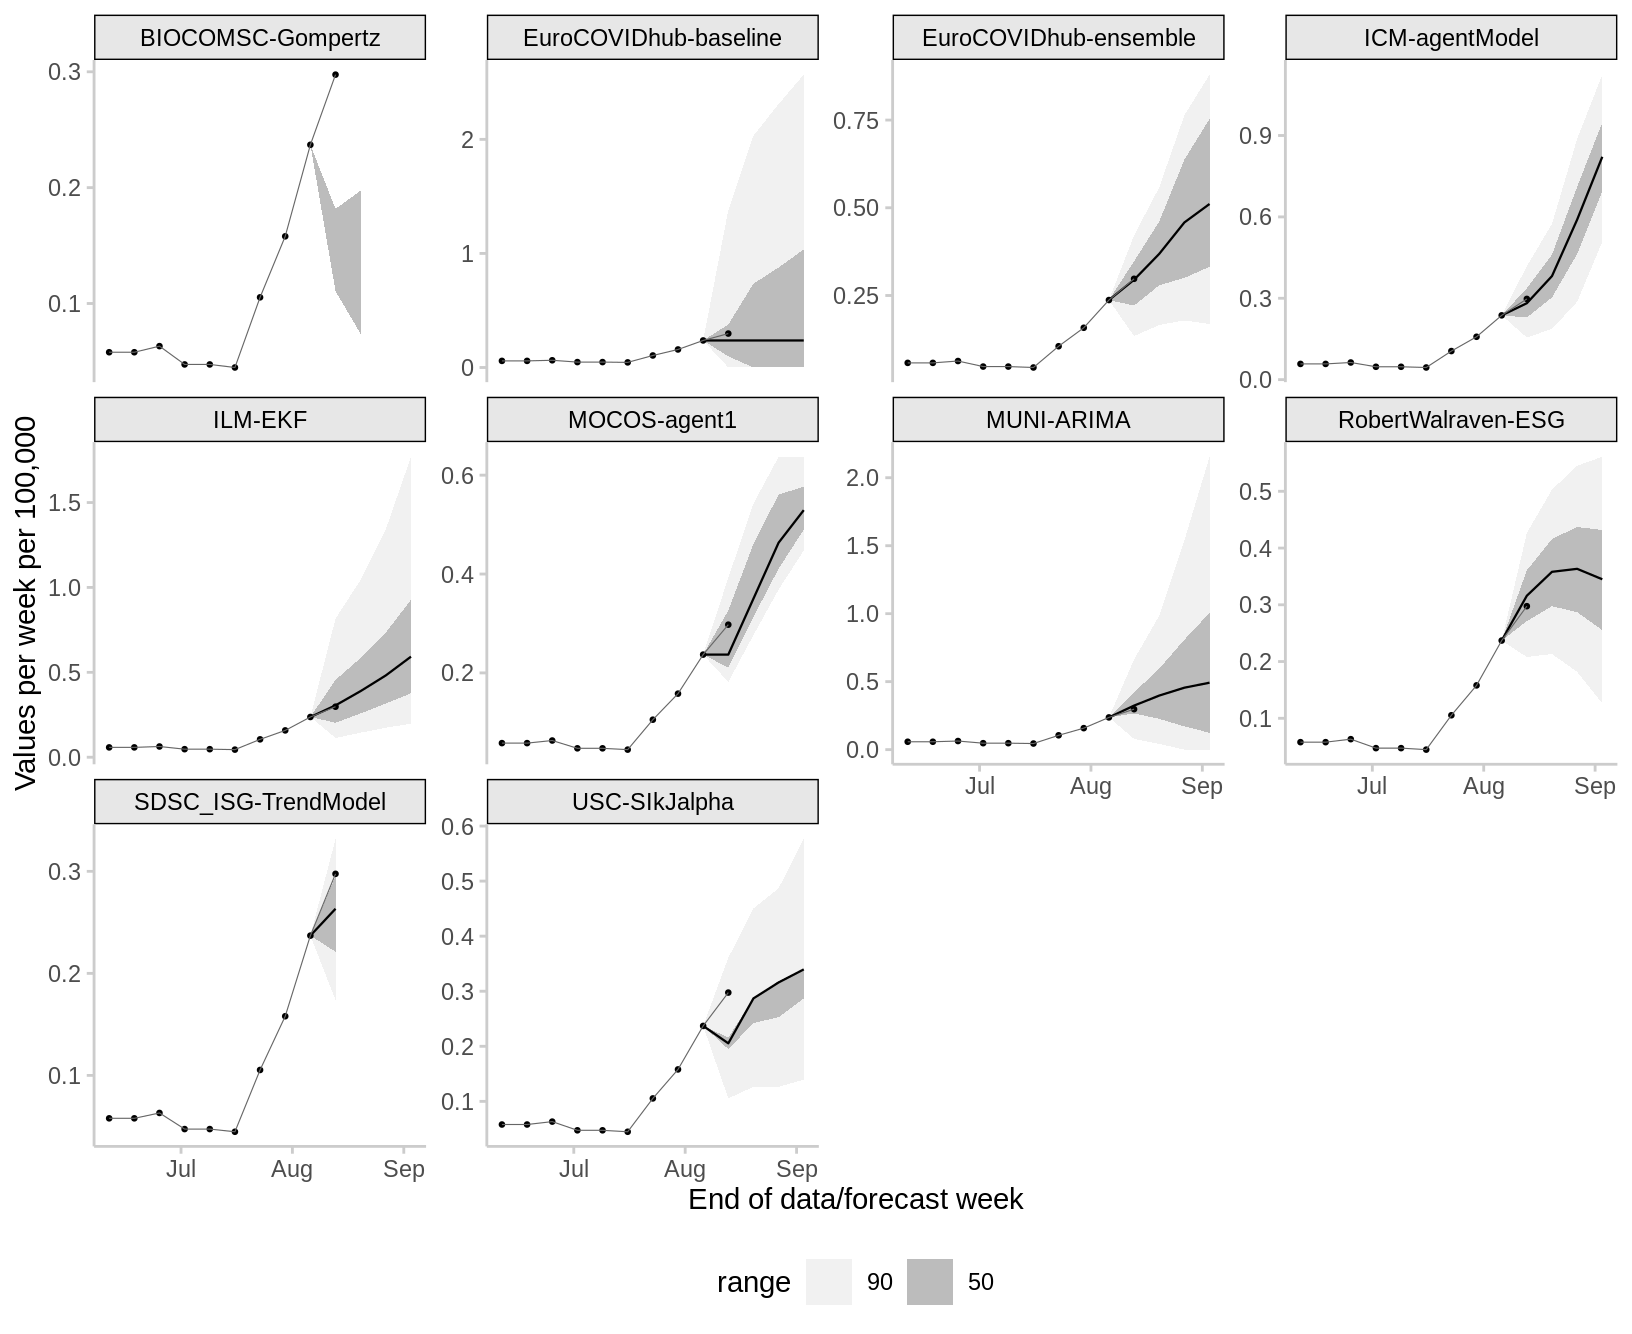 BIOCOMSC-Gompertz
EuroCOVIDhub-baseline
EuroCOVIDhub-ensemble
ICM-agentModel
0.3
0.2
0.1
2
1
0
0.75
0.50
0.25
0.9
0.6
0.3
0.0
ILM-EKF
MOCOS-agent1
MUNI-ARIMA
RobertWalraven-ESG
1.5
1.0
0.5
0.0
0.6
0.4
0.2
2.0
1.5
1.0
0.5
0.0
0.5
0.4
0.3
0.2
0.1
Jul Aug Sep
Jul Aug Sep
SDSC_ISG-TrendModel
USC-SIkJalpha
0.3
0.2
0.1
0.6
0.5
0.4
0.3
0.2
0.1
Jul Aug Sep
Jul Aug Sep
Values per week per 100,000
End of data/forecast week
range 90 50